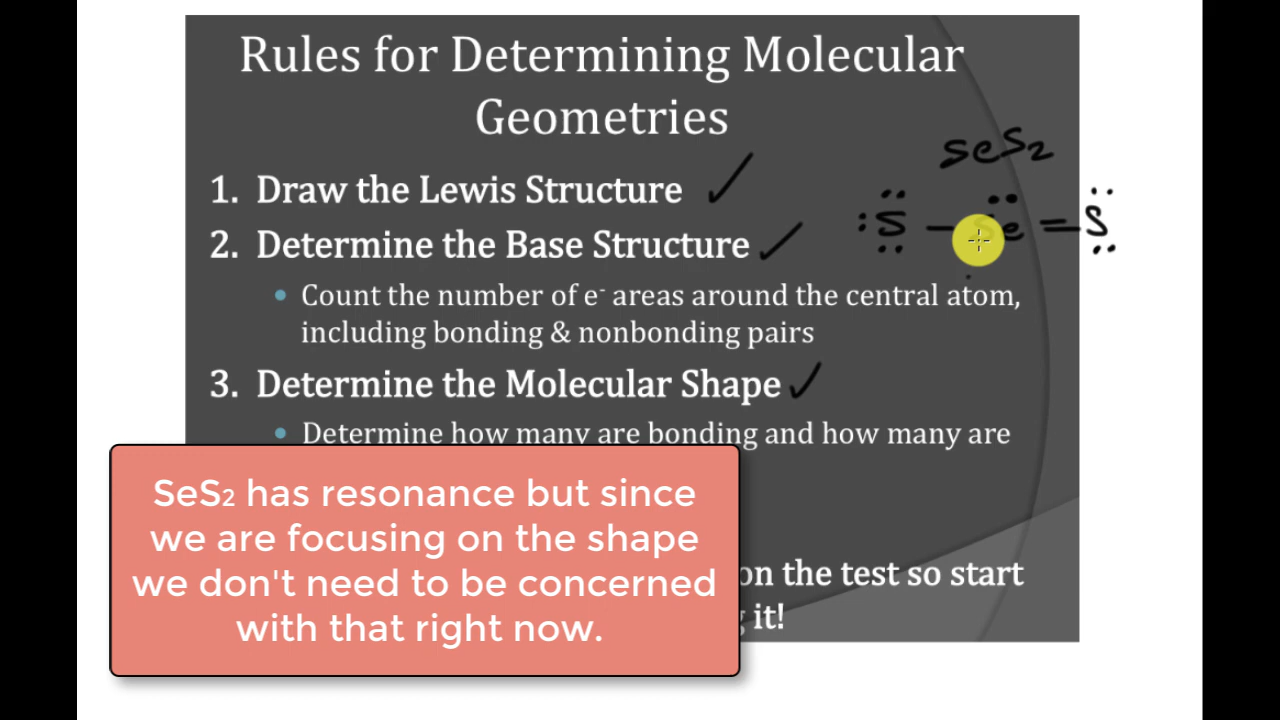 Rules for Determining Molecular
Geometries
seS2
1. Draw the Lewis Structure ✓
:S̈ – S̈e = S̈
2. Determine the Base Structure ✓
• Count the number of e- areas around the central atom,
including bonding & nonbonding pairs
3. Determine the Molecular Shape ✓
• Determine how many are bonding and how many are
SeS2 has resonance but since
we are focusing on the shape
we don't need to be concerned
with that right now.
on the test so start
it!